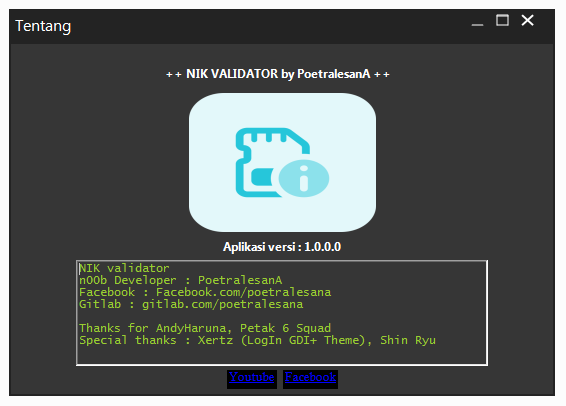 Tentang
++ NIK VALIDATOR by PoetralesanA ++
Aplikasi versi : 1.0.0.0
NIK validator
n00b Developer : PoetralesanA
Facebook : Facebook.com/poetralesana
Gitlab : gitlab.com/poetralesana
Thanks for AndyHaruna, Petak 6 Squad
Special thanks : Xertz (LogIn GDI+ Theme), Shin Ryu
Youtube Facebook